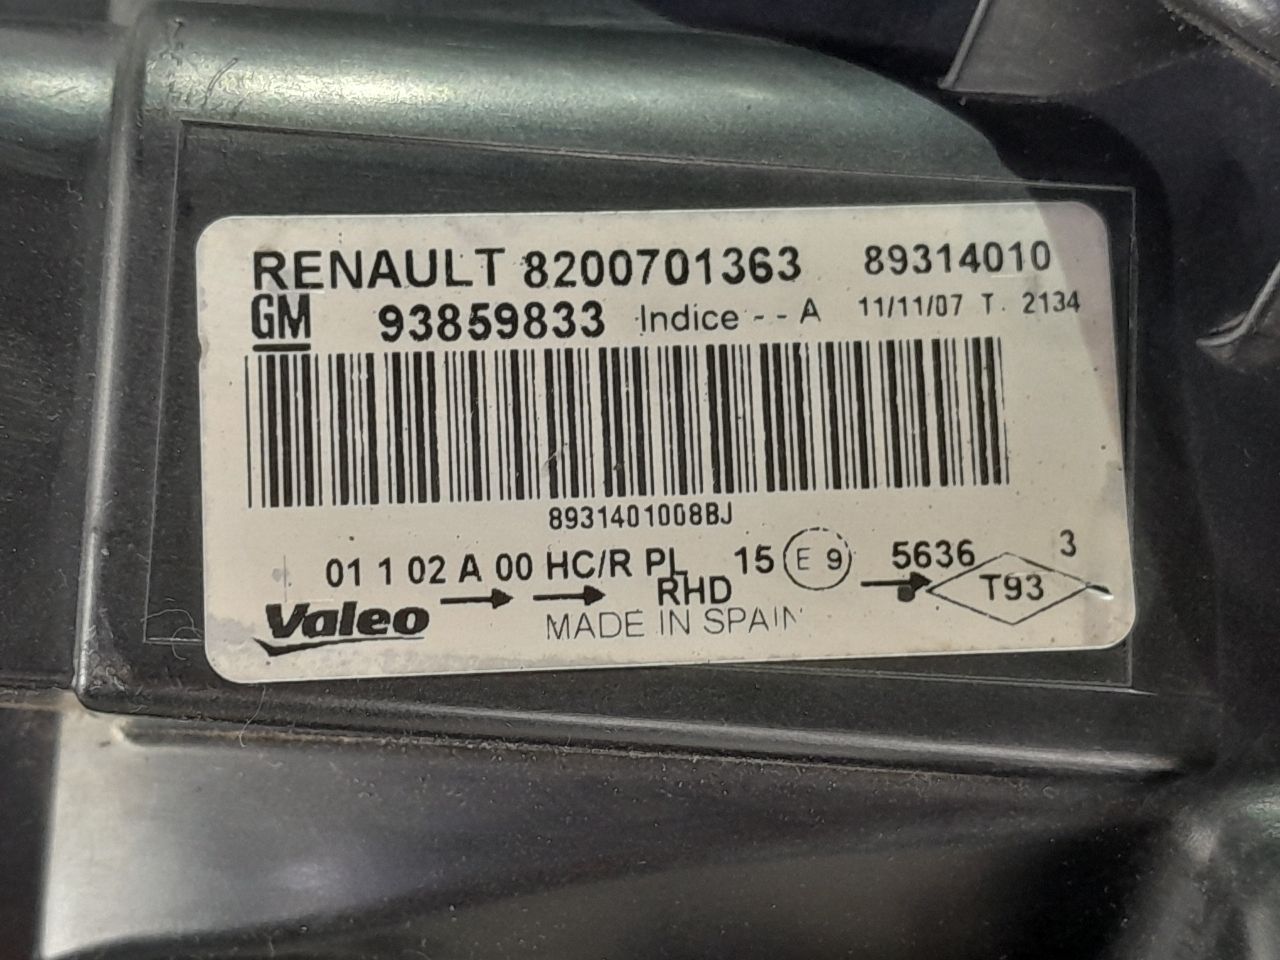 RENAULT 8200701363 89314010
GM 93859833 Indice - - A 11/11/07 T. 2134
8931401008BJ
01 1 02 A 00 HC/R PL 15 E 9 5636 3
RHD T93
Valeo MADE IN SPAIN